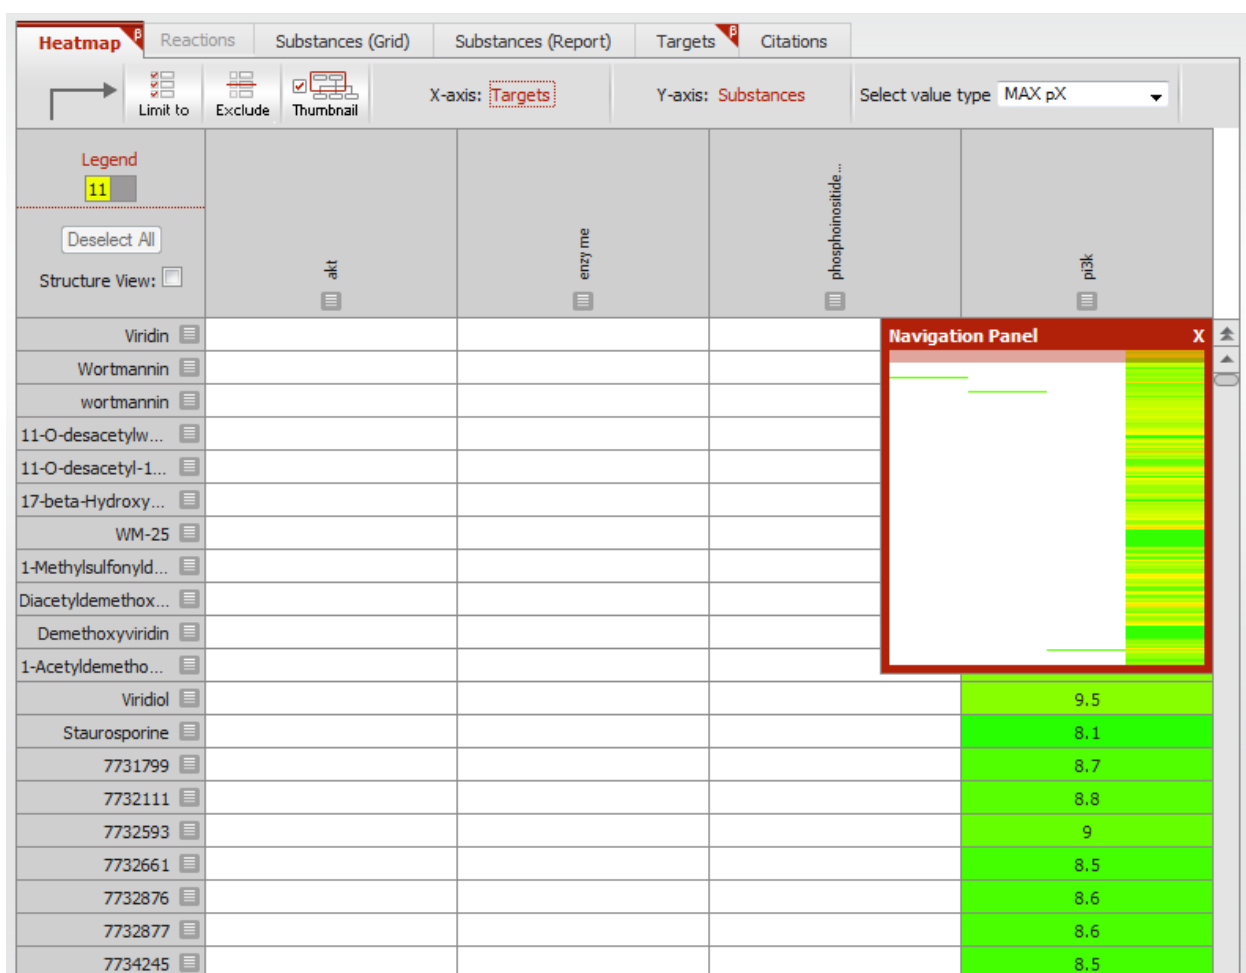 Heatmap β Reactions Substances (Grid) Substances (Report) Targets β Citations
Limit to Exclude Thumbnail X-axis: Targets Y-axis: Substances Select value type MAX pX
Legend
11
Deselect All
Structure View:
akt
enzy me
phosphoinositide...
pi3k
Navigation Panel X
Viridin
Wortmannin
wortmannin
11-O-desacetylw...
11-O-desacetyl-1...
17-beta-Hydroxy...
WM-25
1-Methylsulfonyld...
Diacetyldemethox...
Demethoxyviridin
1-Acetyldemetho...
Viridiol 9.5
Staurosporine 8.1
7731799 8.7
7732111 8.8
7732593 9
7732661 8.5
7732876 8.6
7732877 8.6
7734245 8.5